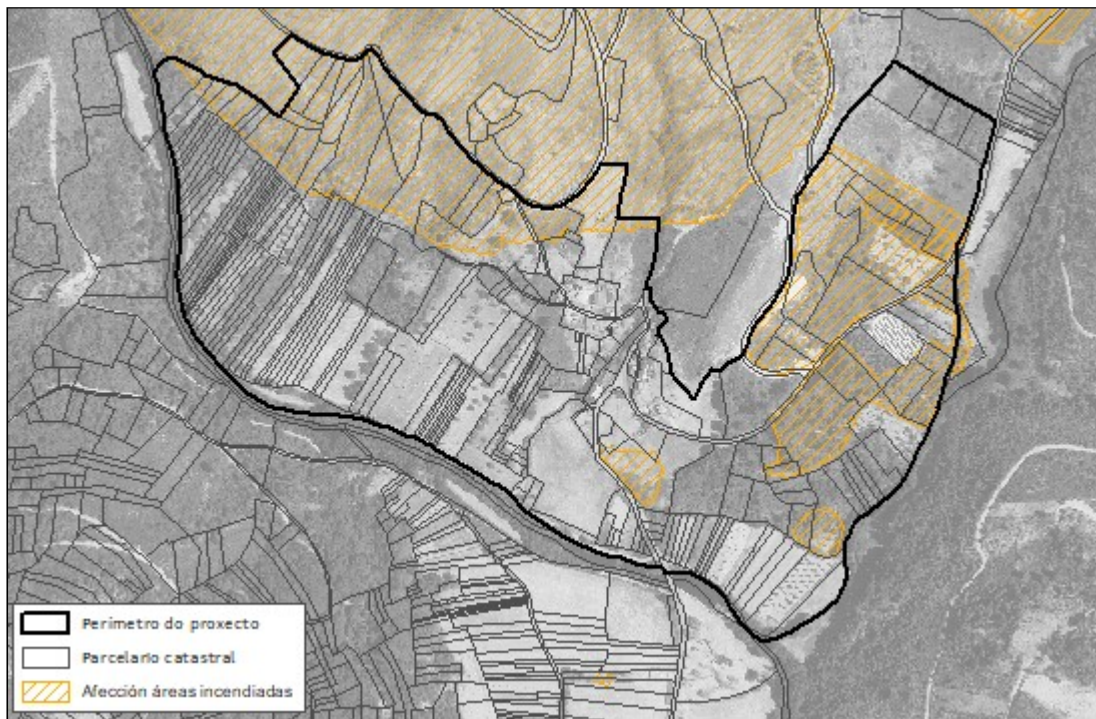 Perímetro do proxecto
Parcelario catastral
Afección áreas incendiadas